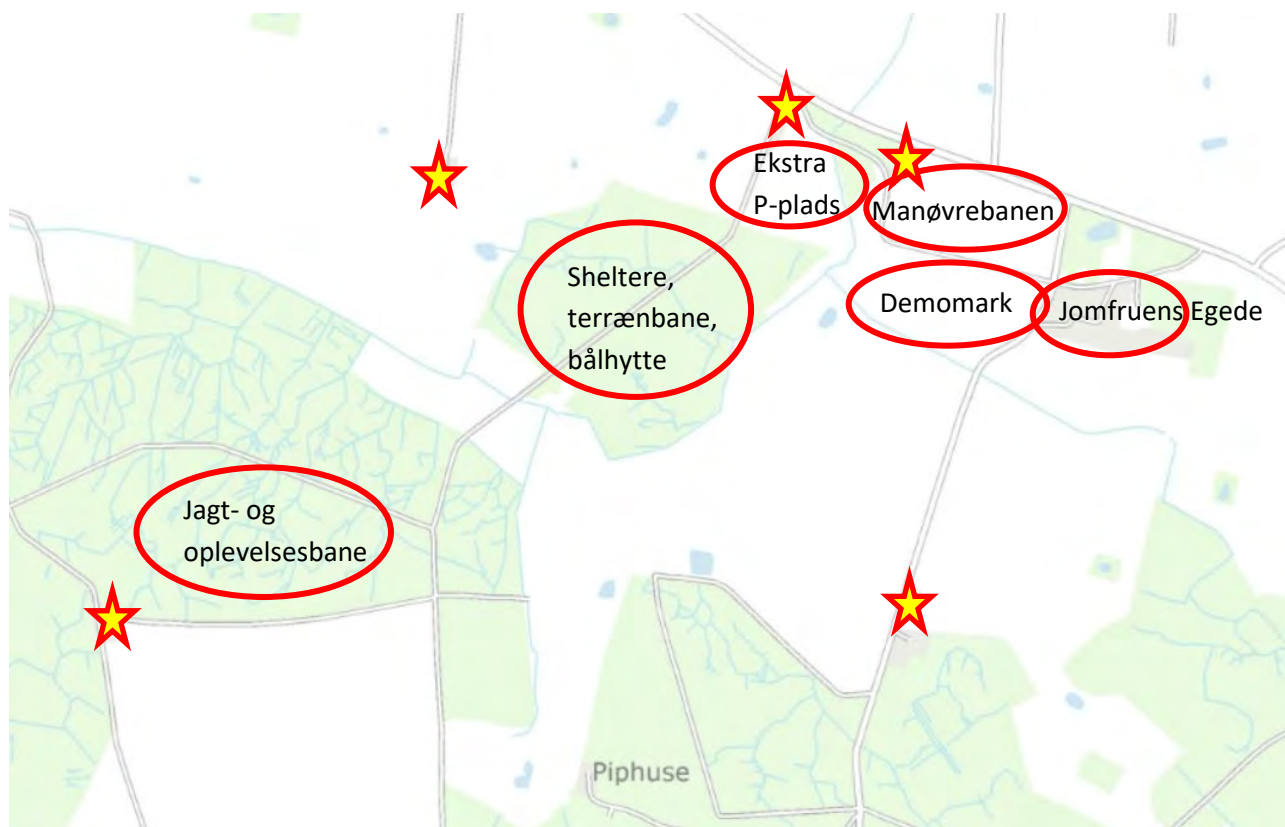 Ekstra
P-plads
Manøvrebanen
Sheltere,
terrænbane,
bålhytte
Demomark
Jomfruens Egede
Jagt- og
oplevelsesbane
Piphuse